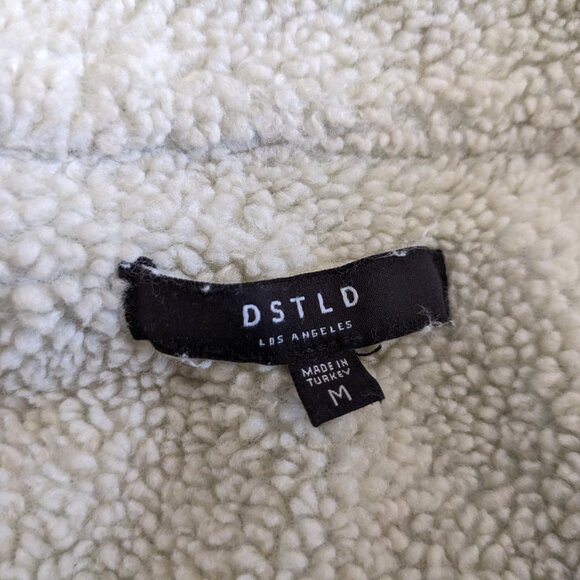 DSTLD
LOS ANGELES
MADE IN
TURKEY
M